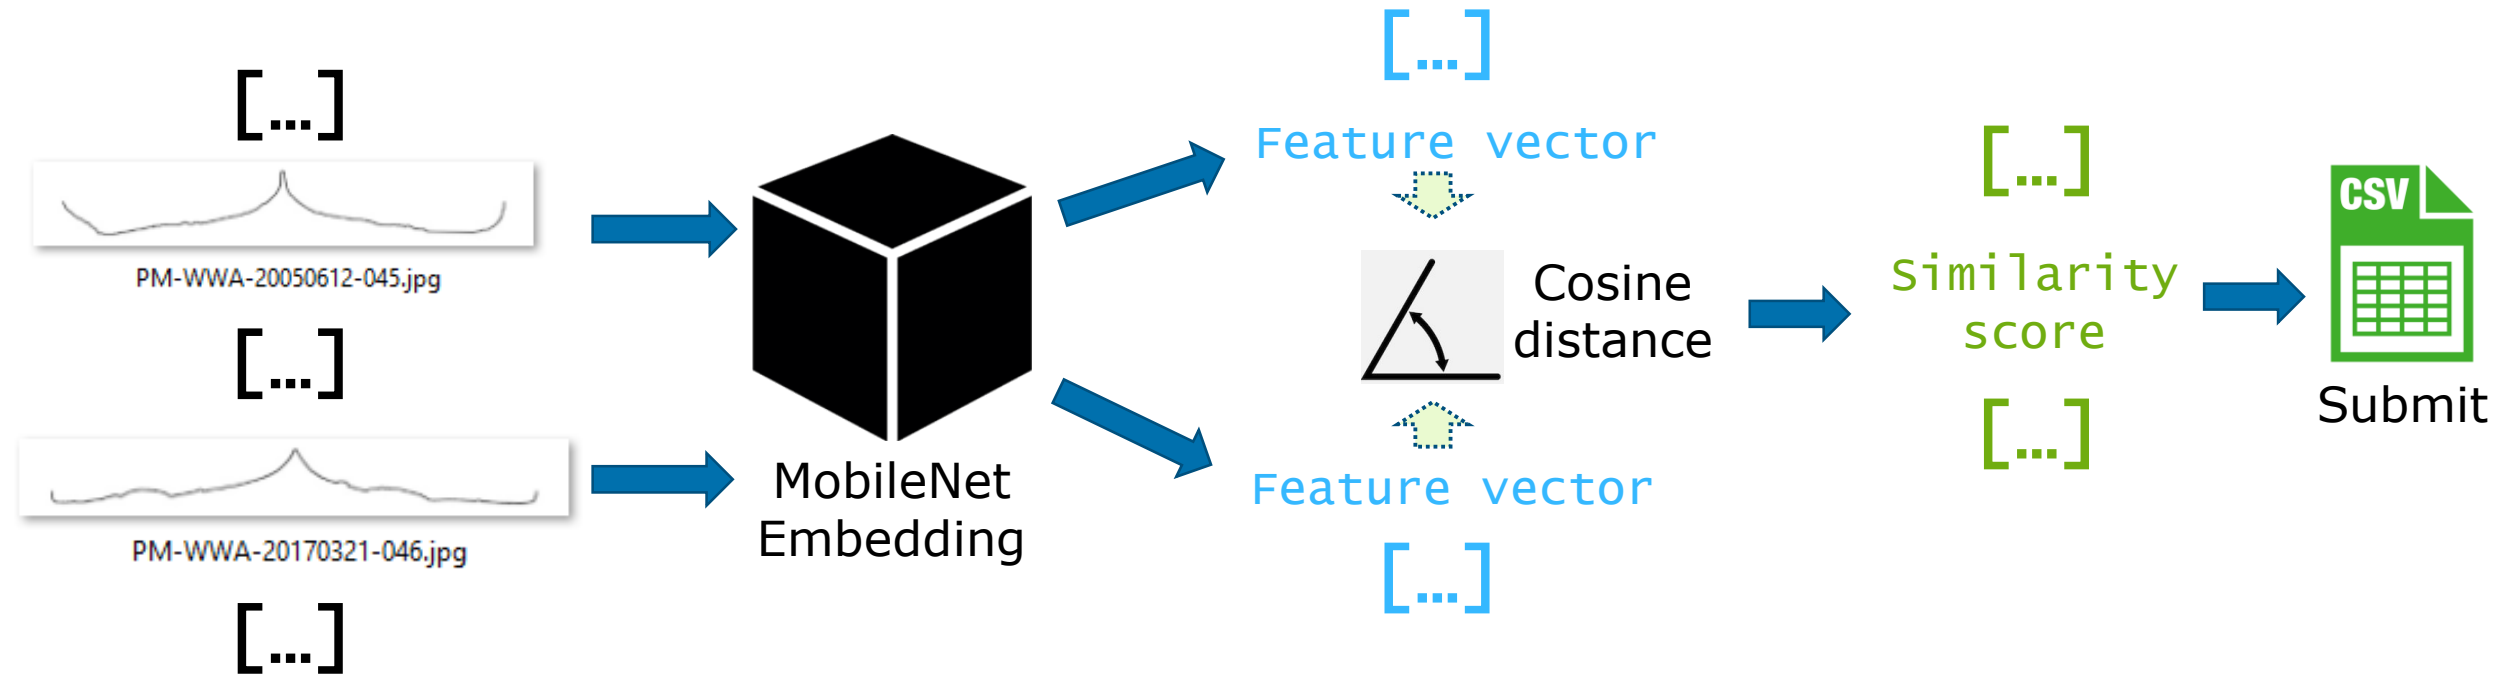 […]
PM-WWA-20050612-045.jpg
[…]
PM-WWA-20170321-046.jpg
[…]
MobileNet
Embedding
[…]
Feature vector
Cosine
distance
Feature vector
[…]
[…]
Similarity
score
[…]
CSV
Submit